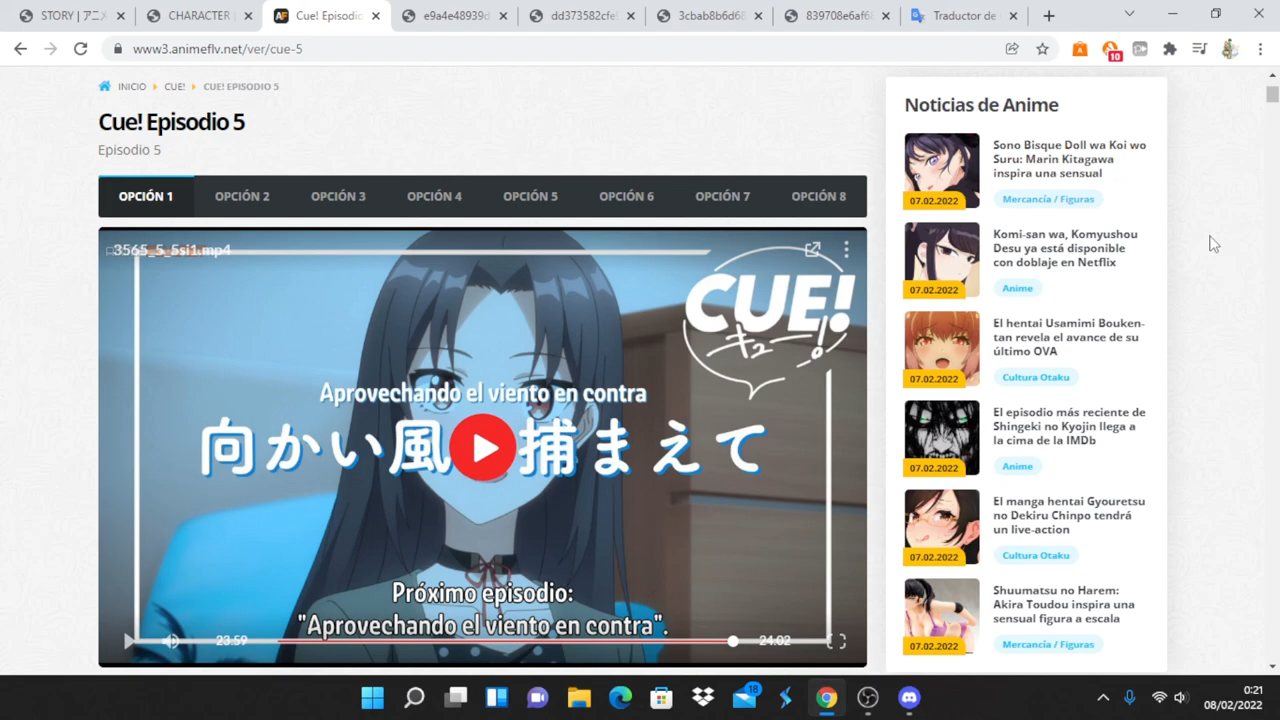 STORY | アニ
CHARACTER |
Cue! Episodio
e9a4e48939d
dd373582cfe
3cbab8b6d68
839708e6af68
Traductor de
www3.animeflv.net/ver/cue-5
10
INICIO
CUE!
CUE! EPISODIO 5
Cue! Episodio 5
Episodio 5
OPCIÓN 1
OPCIÓN 2
OPCIÓN 3
OPCIÓN 4
OPCIÓN 5
OPCIÓN 6
OPCIÓN 7
OPCIÓN 8
3565_5_5si1.mp4
CUE!
キュー!
Aprovechando el viento en contra
向かい風 捕まえて
Próximo episodio:
"Aprovechando el viento en contra".
23:59
24:02
Noticias de Anime
Sono Bisque Doll wa Koi wo
Suru: Marin Kitagawa
inspira una sensual
07.02.2022
Mercancía / Figuras
Komi-san wa, Komyushou
Desu ya está disponible
con doblaje en Netflix
07.02.2022
Anime
El hentai Usamimi Bouken-
tan revela el avance de su
último OVA
07.02.2022
Cultura Otaku
El episodio más reciente de
Shingeki no Kyojin llega a
la cima de la IMDb
07.02.2022
Anime
El manga hentai Gyouretsu
no Dekiru Chinpo tendrá
un live-action
07.02.2022
Cultura Otaku
Shuumatsu no Harem:
Akira Toudou inspira una
sensual figura a escala
07.02.2022
Mercancía / Figuras
18
0:21
08/02/2022